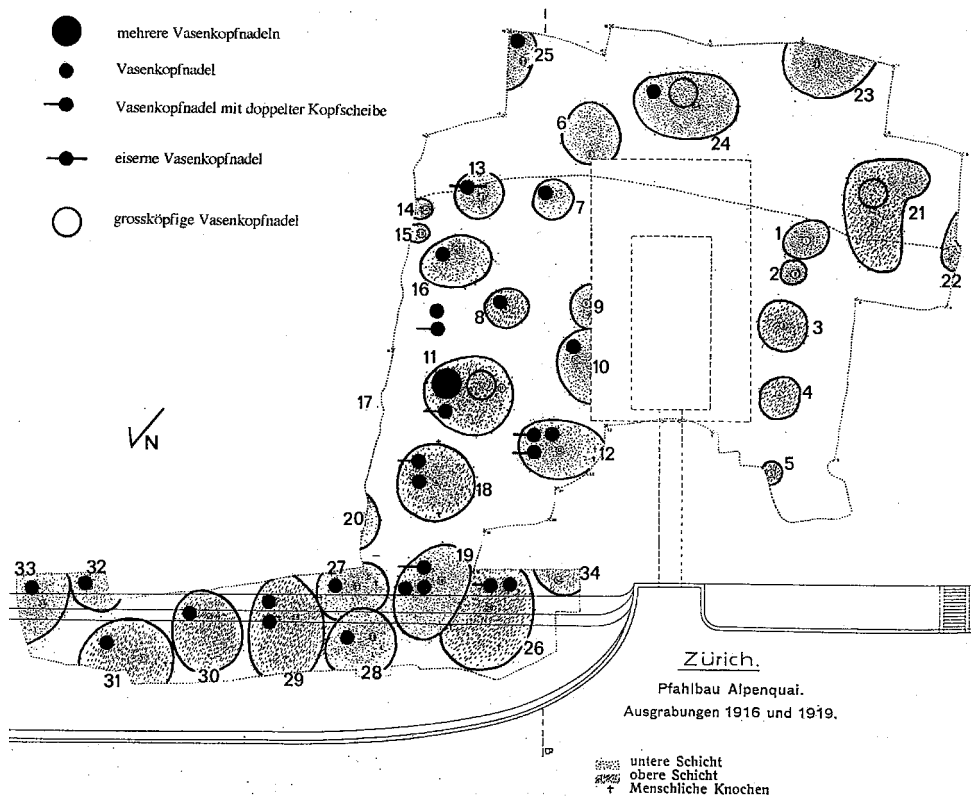 mehrere Vasenkopfnadeln
Vasenkopfnadel
Vasenkopfnadel mit doppelter Kopfscheibe
eiserne Vasenkopfnadel
grossköpfige Vasenkopfnadel
25
23
24
6
13
7
14
15
21
1
2
22
16
8
9
3
10
11
17
4
12
5
18
20
N
19
27
32
33
34
26
28
29
30
31
Zürich.
Pfahlbau Alpenquai.
Ausgrabungen 1916 und 1919.
untere Schicht
obere Schicht
† Menschliche Knochen